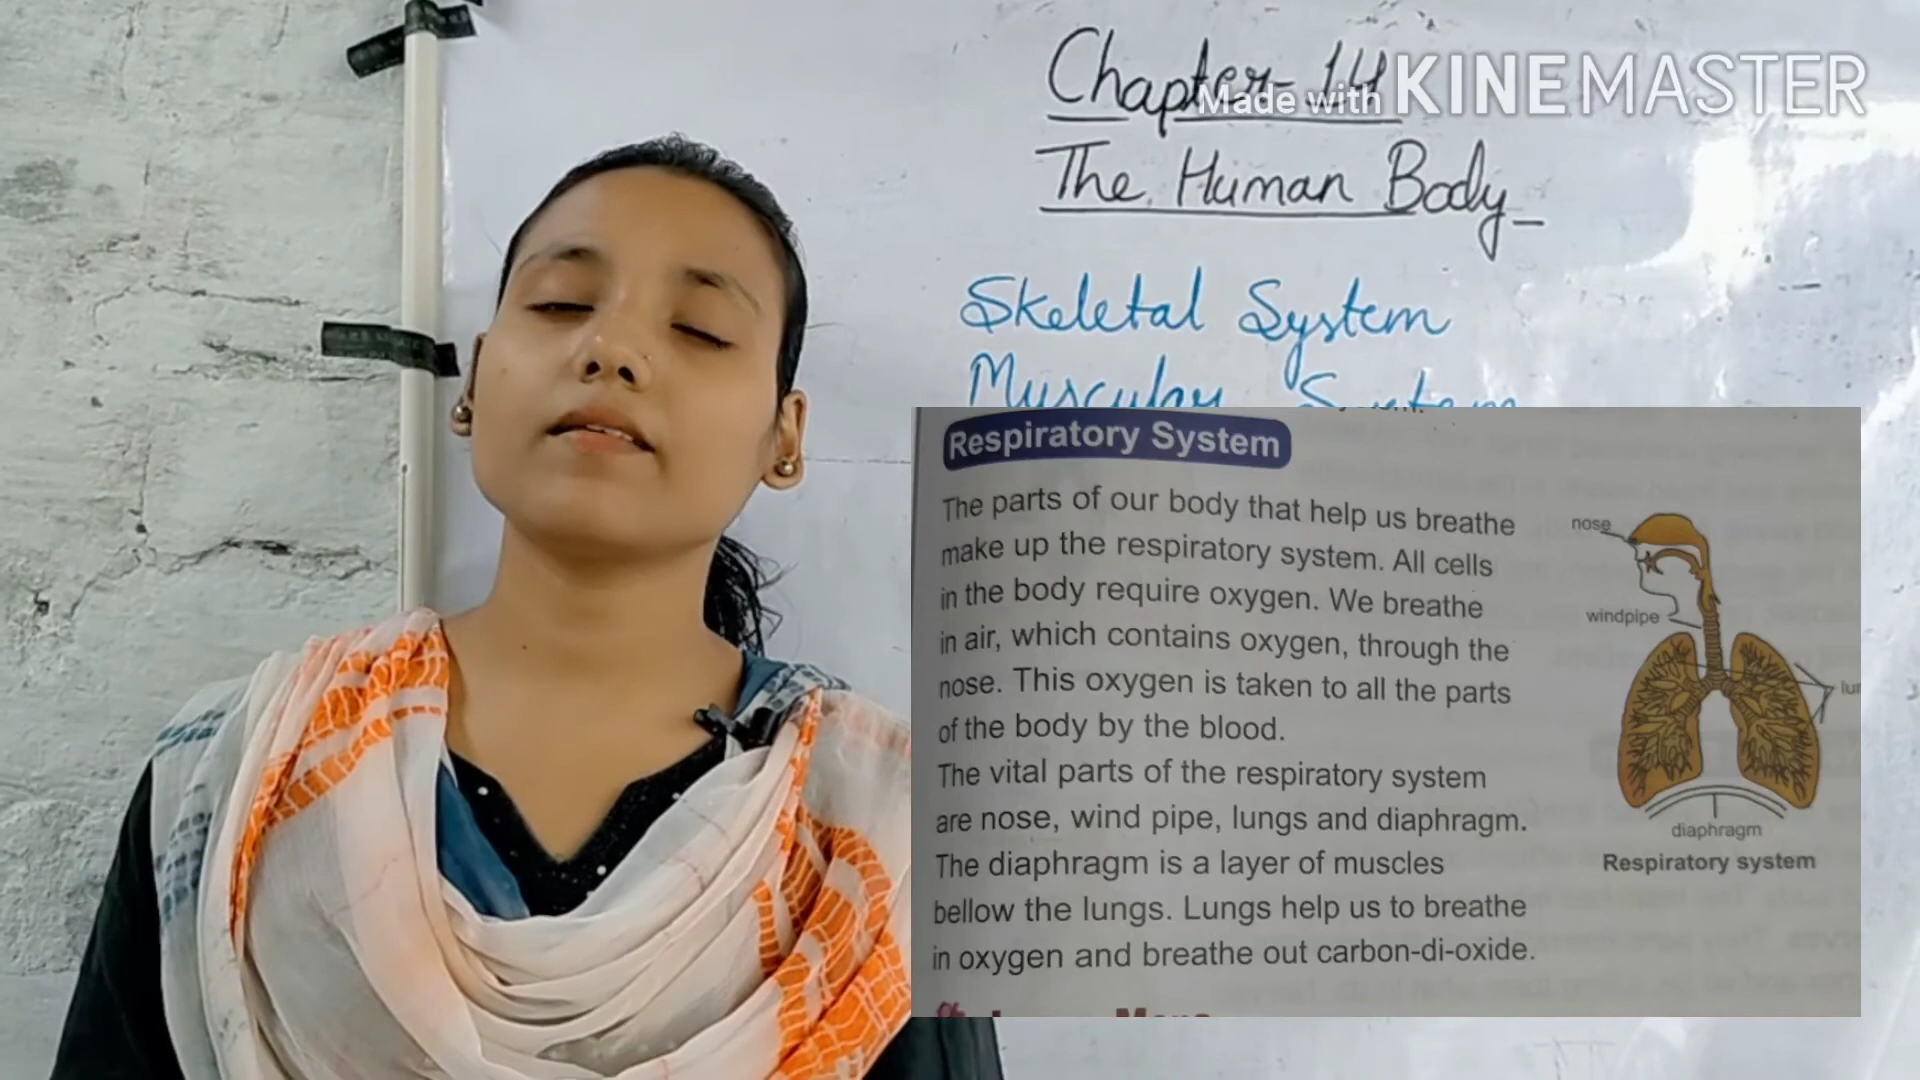 Chapter-14
Made with KINEMASTER
The Human Body
Skeletal System
Muscular System
Respiratory System
The parts of our body that help us breathe
make up the respiratory system. All cells
in the body require oxygen. We breathe
in air, which contains oxygen, through the
nose. This oxygen is taken to all the parts
of the body by the blood.
The vital parts of the respiratory system
are nose, wind pipe, lungs and diaphragm.
The diaphragm is a layer of muscles
bellow the lungs. Lungs help us to breathe
in oxygen and breathe out carbon-di-oxide.
nose
windpipe
diaphragm
Respiratory system